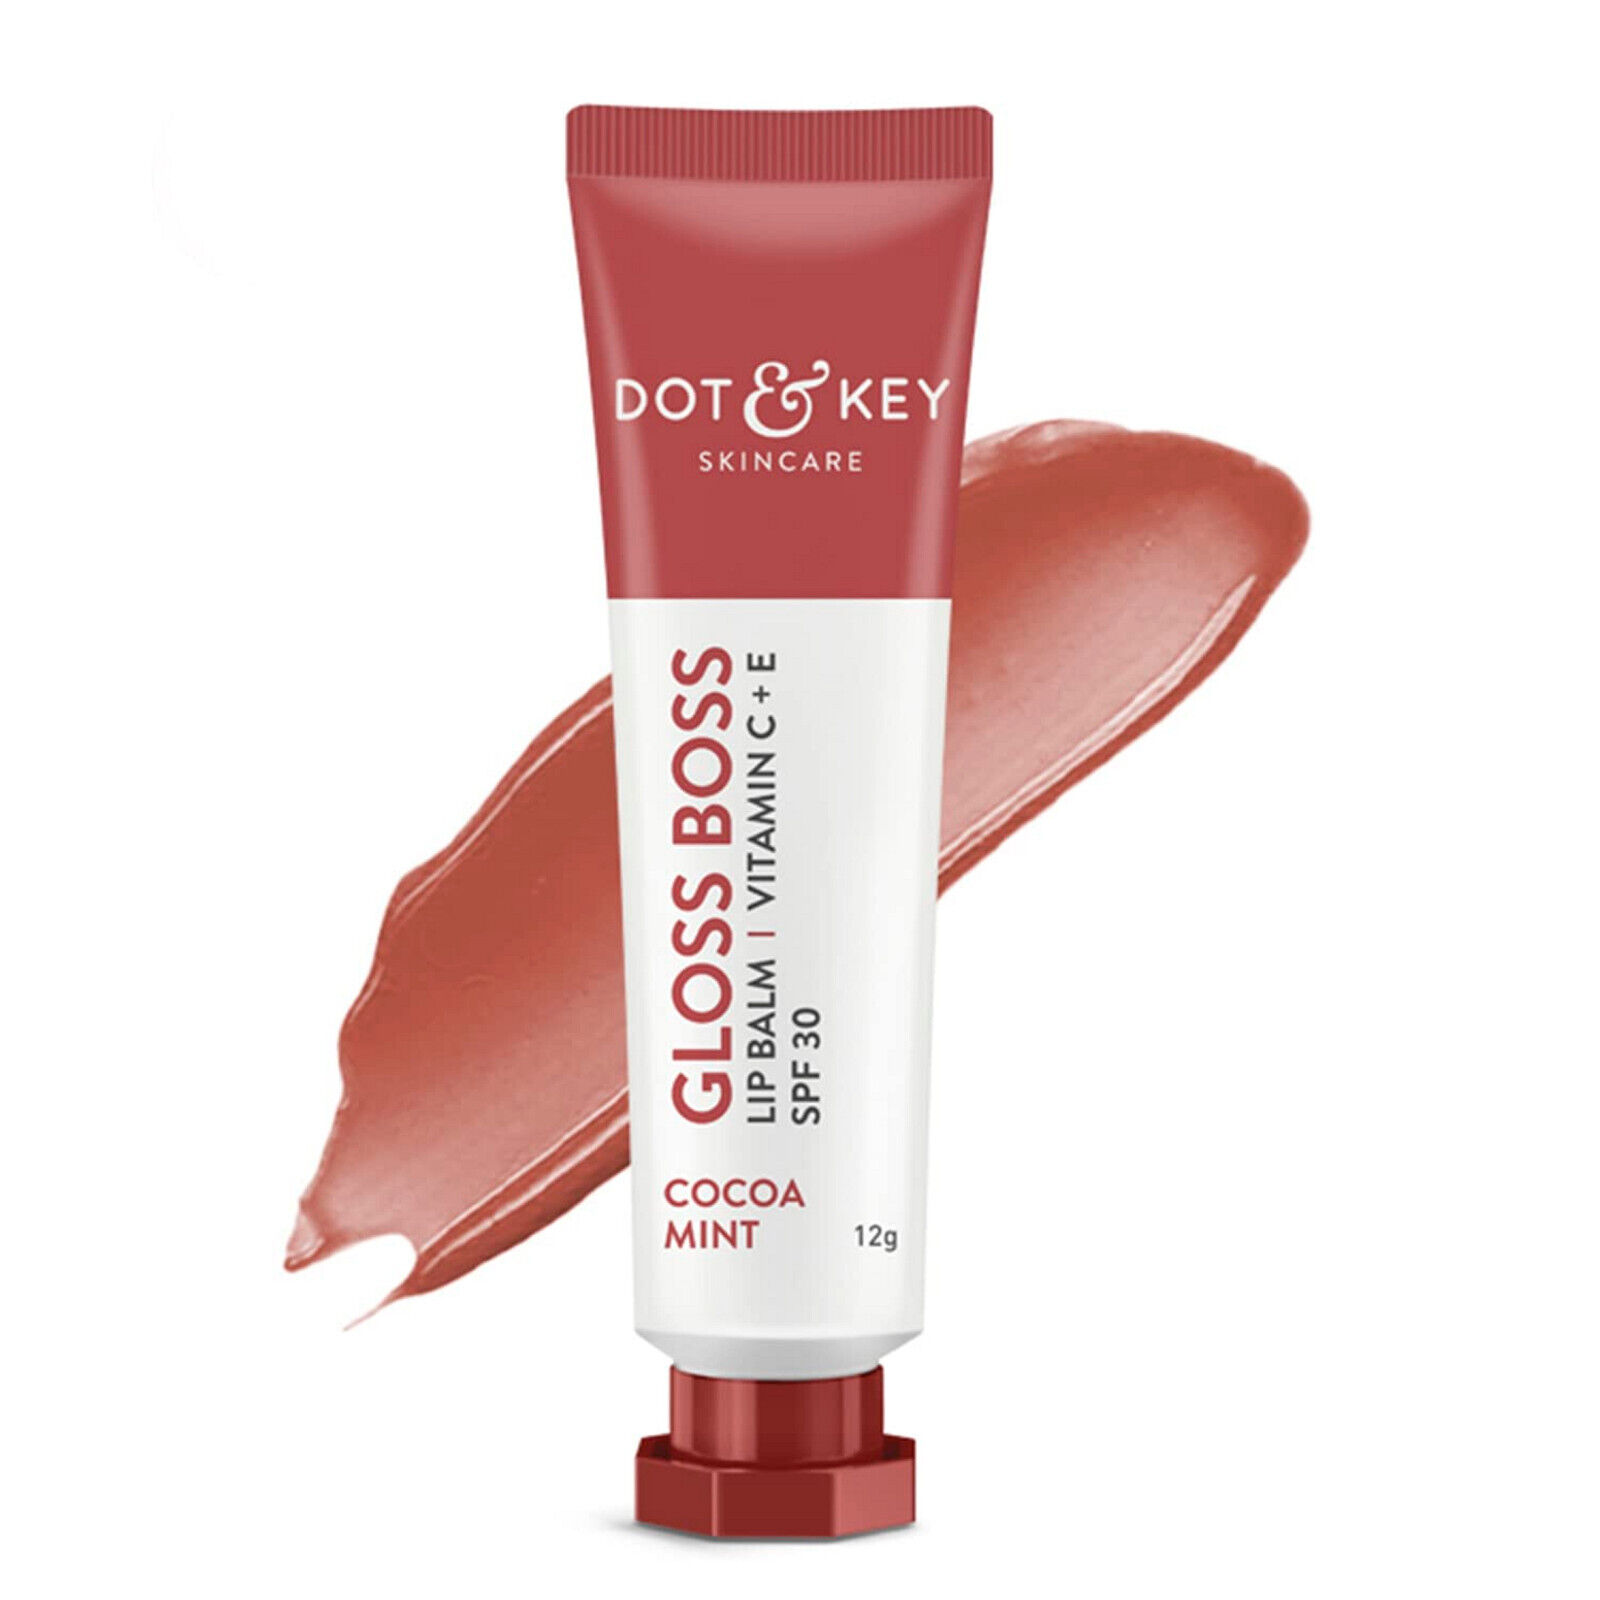 DOT & KEY
SKINCARE
GLOSS BOSS
LIP BALM | VITAMIN C + E
SPF 30
COCOA
MINT
12g